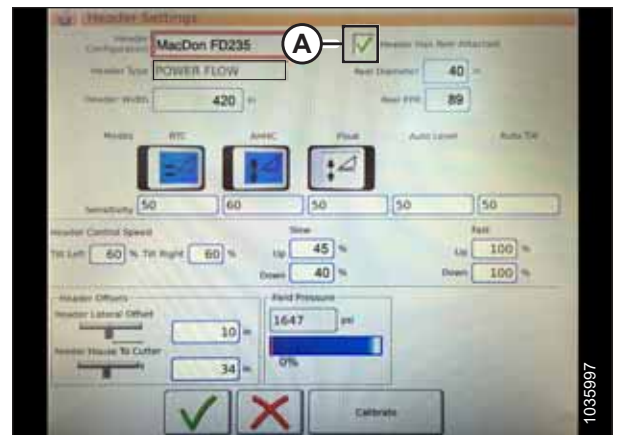 Header Settings
Header Configuration MacDon FD235 A Header Has Reel Attached
Header Type POWER FLOW Reel Diameter 40 in
Header Width 420 in Reel PPR 89
Modes RTC AHHC Float Auto Level Auto Tilt
Sensitivity 50 60 50 50 50
Header Control Speed Slow Fast
Tilt Left 60 % Tilt Right 60 % Up 45 % Up 100 %
Down 40 % Down 100 %
Header Offsets Field Pressure
Header Lateral Offset 1647 psi
10 in
Feeder House To Cutter 0%
34 in
Calibrate
1035997